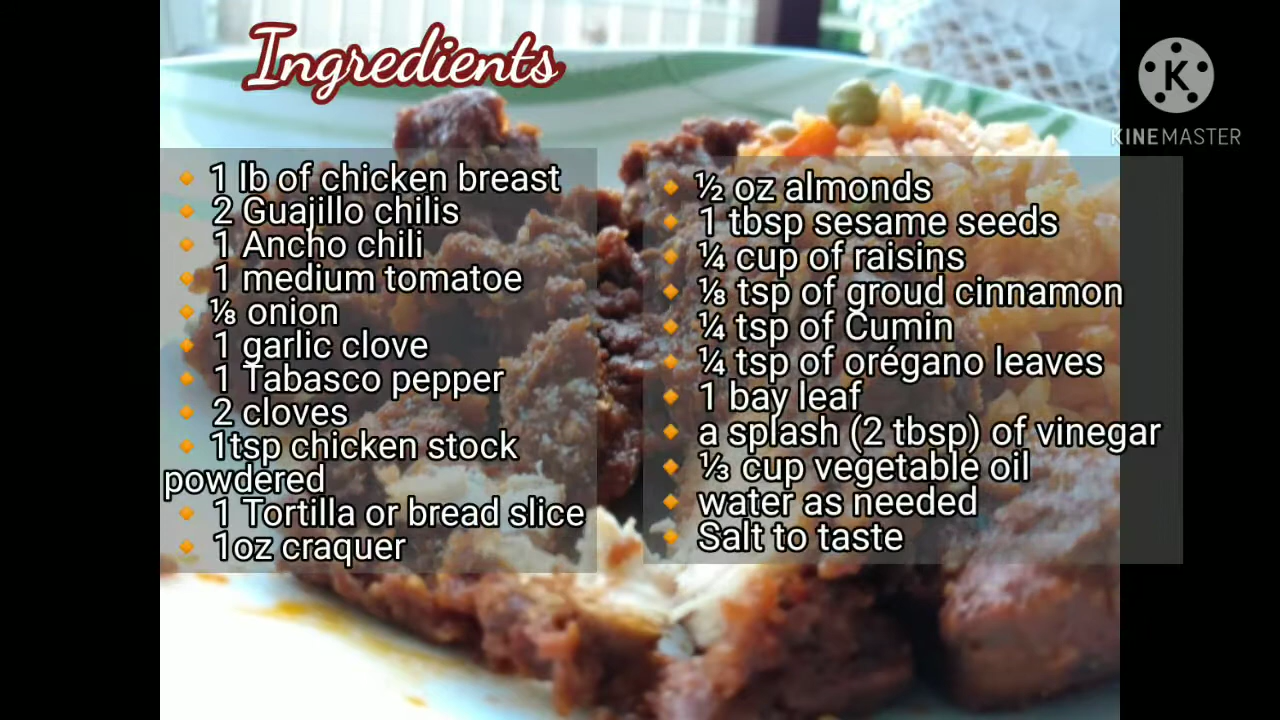 Ingredients
KINEMASTER
🔸 1 lb of chicken breast
🔸 2 Guajillo chilis
🔸 1 Ancho chili
🔸 1 medium tomatoe
🔸 ⅛ onion
🔸 1 garlic clove
🔸 1 Tabasco pepper
🔸 2 cloves
🔸 1tsp chicken stock
powdered
🔸 1 Tortilla or bread slice
🔸 1oz craquer
🔸 ½ oz almonds
🔸 1 tbsp sesame seeds
🔸 ¼ cup of raisins
🔸 ⅛ tsp of groud cinnamon
🔸 ¼ tsp of Cumin
🔸 ¼ tsp of orégano leaves
🔸 1 bay leaf
🔸 a splash (2 tbsp) of vinegar
🔸 ⅓ cup vegetable oil
🔸 water as needed
🔸 Salt to taste